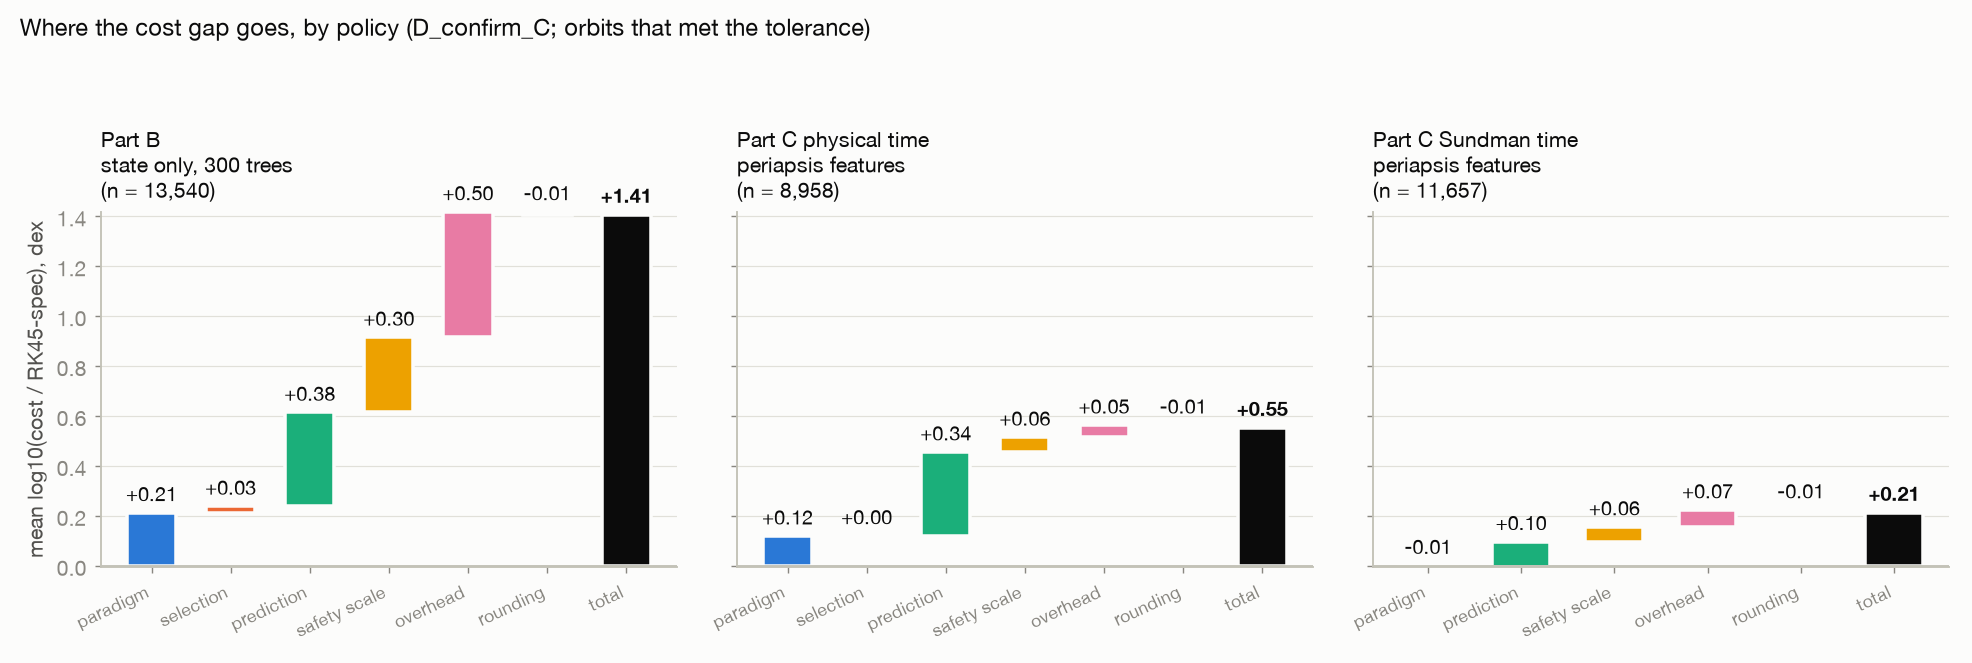 Where the cost gap goes, by policy (D_confirm_C; orbits that met the tolerance)
Part B
state only, 300 trees
(n = 13,540)
mean log10(cost / RK45-spec), dex
1.4
1.2
1.0
0.8
0.6
0.4
0.2
0.0
+0.21
+0.03
+0.38
+0.30
+0.50
-0.01
+1.41
paradigm
selection
prediction
safety scale
overhead
rounding
total
Part C physical time
periapsis features
(n = 8,958)
+0.12
+0.00
+0.34
+0.06
+0.05
-0.01
+0.55
paradigm
selection
prediction
safety scale
overhead
rounding
total
Part C Sundman time
periapsis features
(n = 11,657)
-0.01
+0.10
+0.06
+0.07
-0.01
+0.21
paradigm
prediction
safety scale
overhead
rounding
total